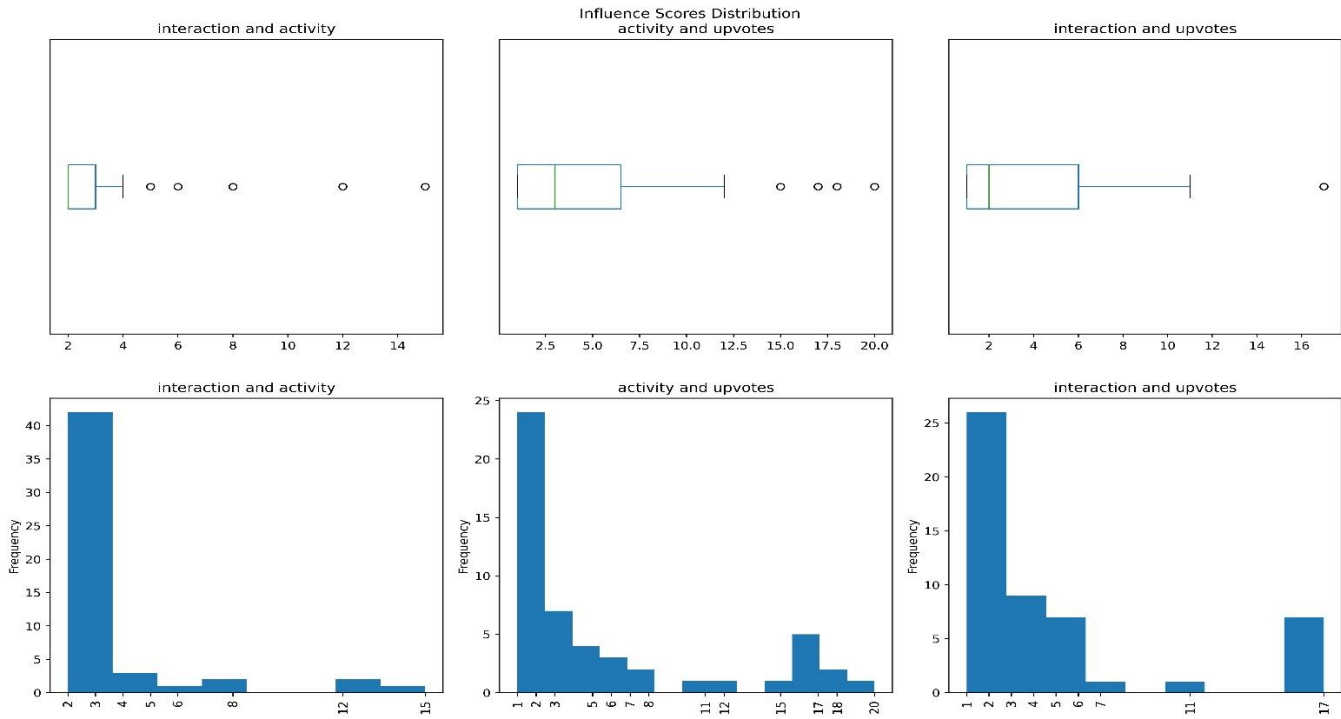 Influence Scores Distribution
interaction and activity
activity and upvotes
interaction and upvotes
2 4 6 8 10 12 14
2.5 5.0 7.5 10.0 12.5 15.0 17.5 20.0
2 4 6 8 10 12 14 16
interaction and activity
activity and upvotes
interaction and upvotes
Frequency
40
35
30
25
20
15
10
5
0
2 3 4 5 6 8 12 15
Frequency
25
20
15
10
5
0
1 2 3 5 6 7 8 11 12 15 17 18 20
Frequency
25
20
15
10
5
0
1 2 3 4 5 6 7 11 17